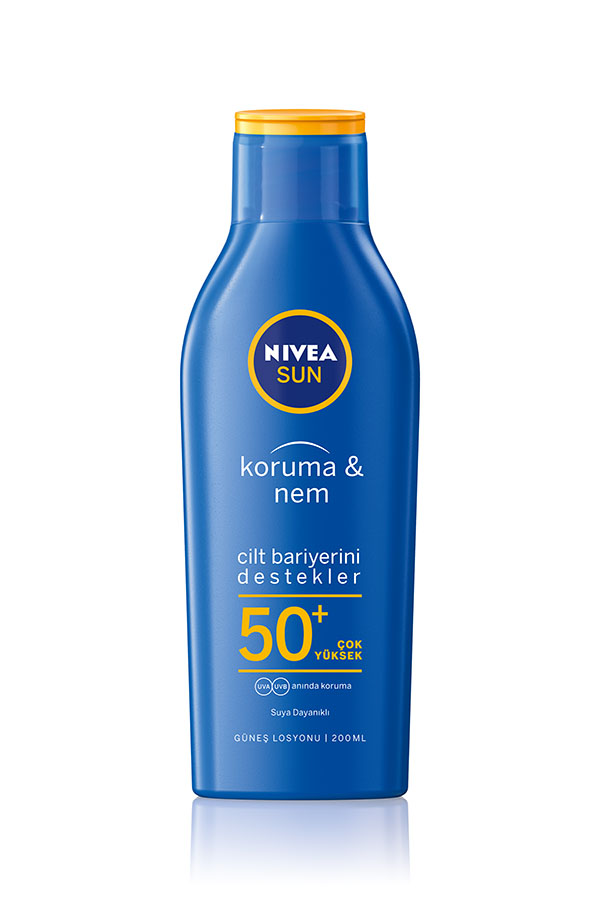 NIVEA
SUN
koruma &
nem
cilt bariyerini
destekler
50+
ÇOK
YÜKSEK
UVA UVB anında koruma
Suya Dayanıklı
GÜNEŞ LOSYONU | 200ML